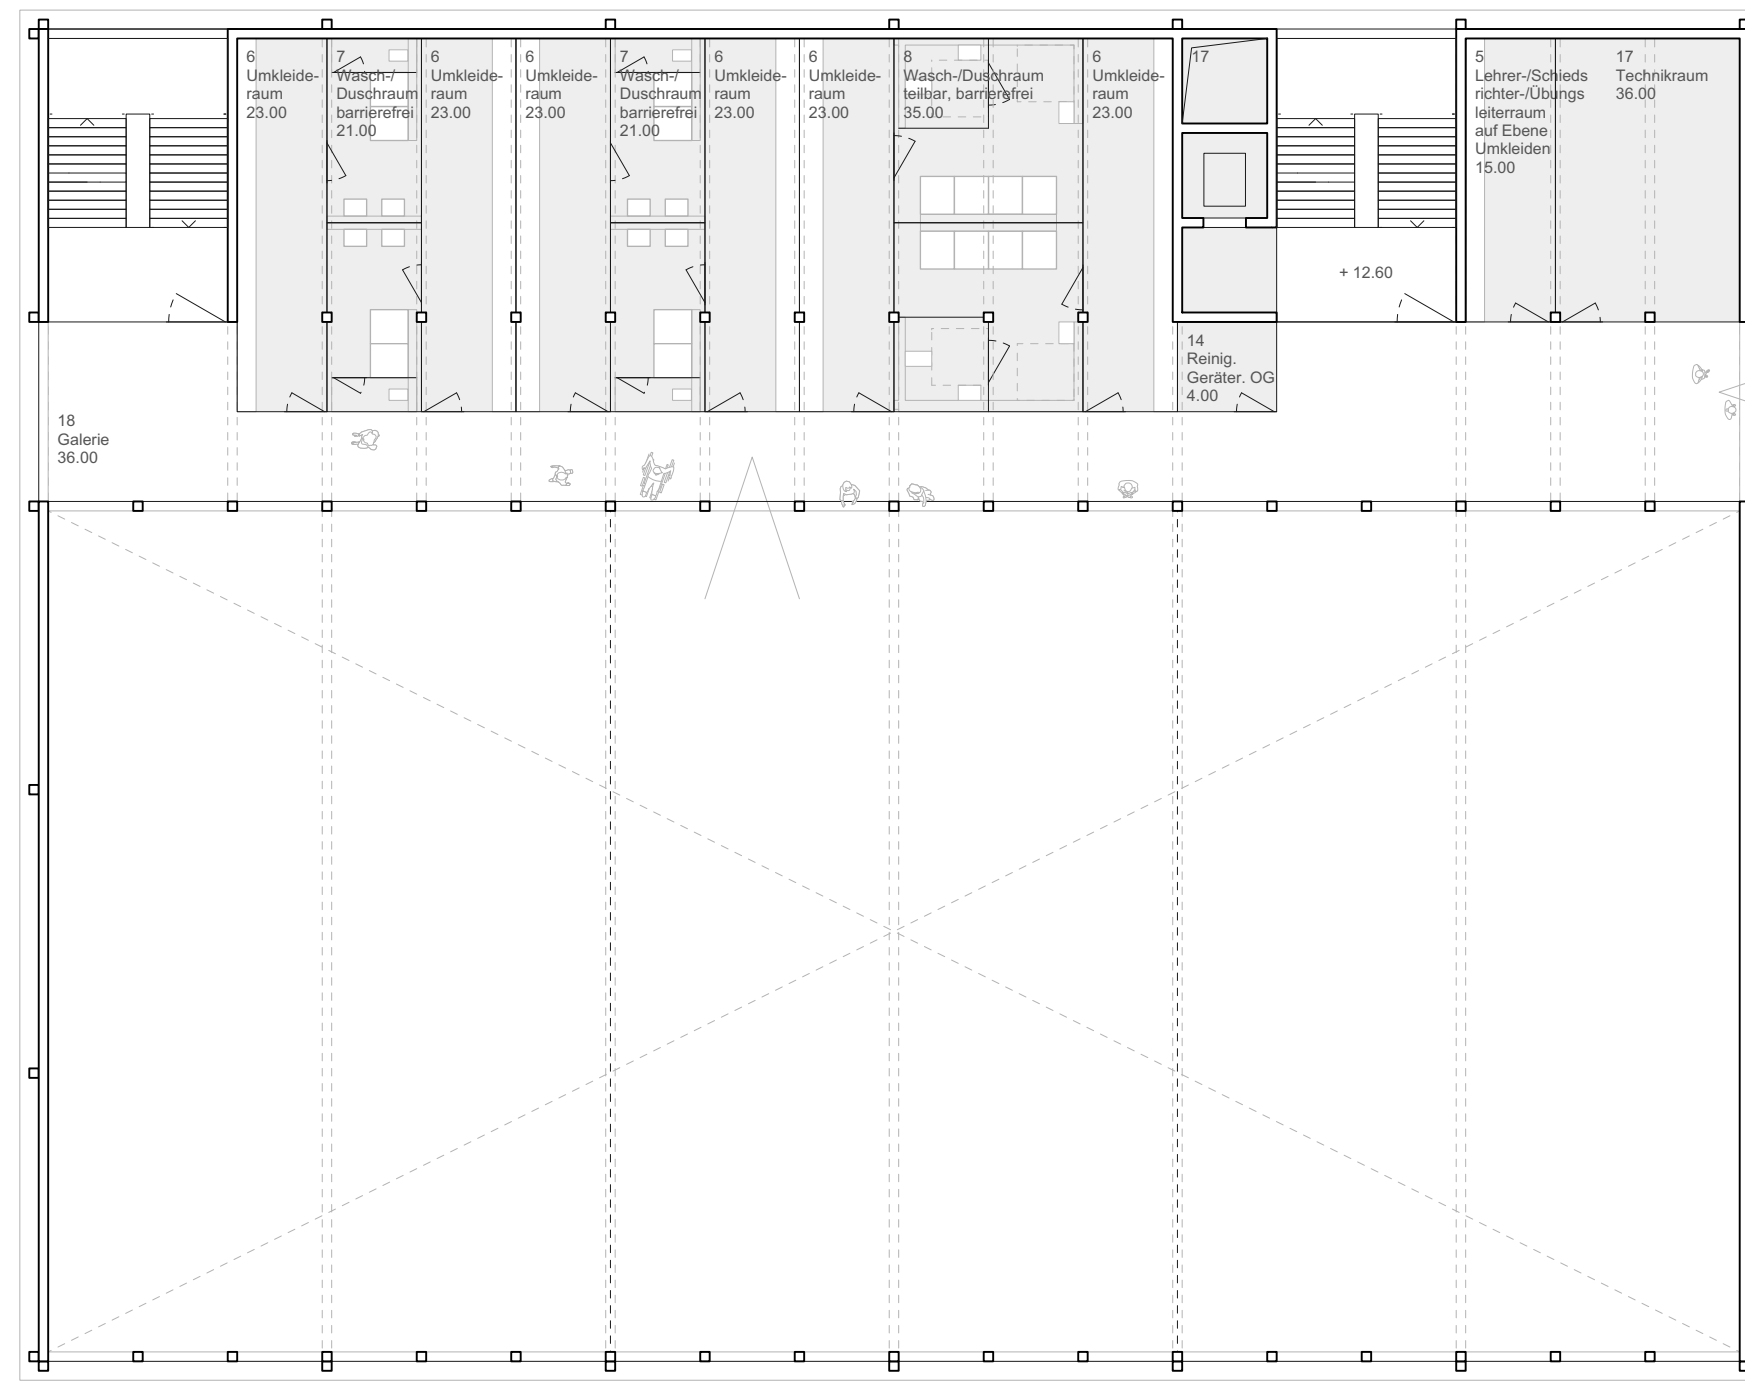 6
Umkleide-
raum
23.00
7
Wasch-/
Duschraum
barrierefrei
21.00
6
Umkleide-
raum
23.00
6
Umkleide-
raum
23.00
7
Wasch-/
Duschraum
barrierefrei
21.00
6
Umkleide-
raum
23.00
6
Umkleide-
raum
23.00
8
Wasch-/Duschraum
teilbar, barrierefrei
35.00
6
Umkleide-
raum
23.00
17
5
Lehrer-/Schieds
richter-/Übungs
leiterraum
auf Ebene
Umkleiden
15.00
17
Technikraum
36.00
+ 12.60
14
Reinig.
Geräter. OG
4.00
18
Galerie
36.00